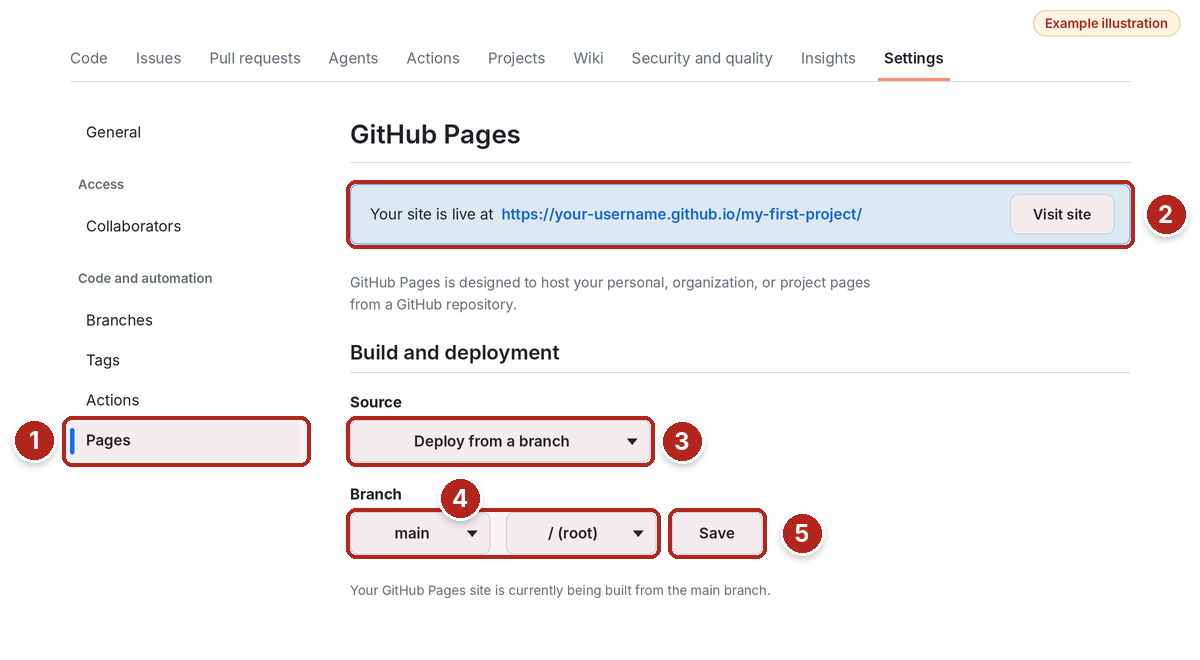 Example illustration
Code Issues Pull requests Agents Actions Projects Wiki Security and quality Insights Settings
General
Access
Collaborators
Code and automation
Branches
Tags
Actions
1 Pages
GitHub Pages
Your site is live at https://your-username.github.io/my-first-project/ Visit site 2
GitHub Pages is designed to host your personal, organization, or project pages
from a GitHub repository.
Build and deployment
Source
Deploy from a branch 3
Branch 4
main / (root) Save 5
Your GitHub Pages site is currently being built from the main branch.